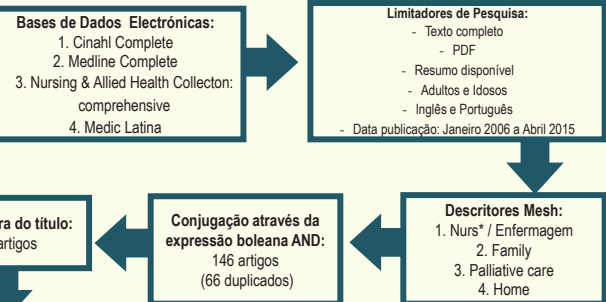 Bases de Dados Electrónicas:
1. Cinahl Complete
2. Medline Complete
3. Nursing & Allied Health Collecton:
comprehensive
4. Medic Latina
Limitadores de Pesquisa:
- Texto completo
- PDF
- Resumo disponível
- Adultos e Idosos
- Inglês e Português
- Data publicação: Janeiro 2006 a Abril 2015
Descritores Mesh:
1. Nurs* / Enfermagem
2. Family
3. Palliative care
4. Home
Conjugação através da
expressão boleana AND:
146 artigos
(66 duplicados)
do título:
artigos